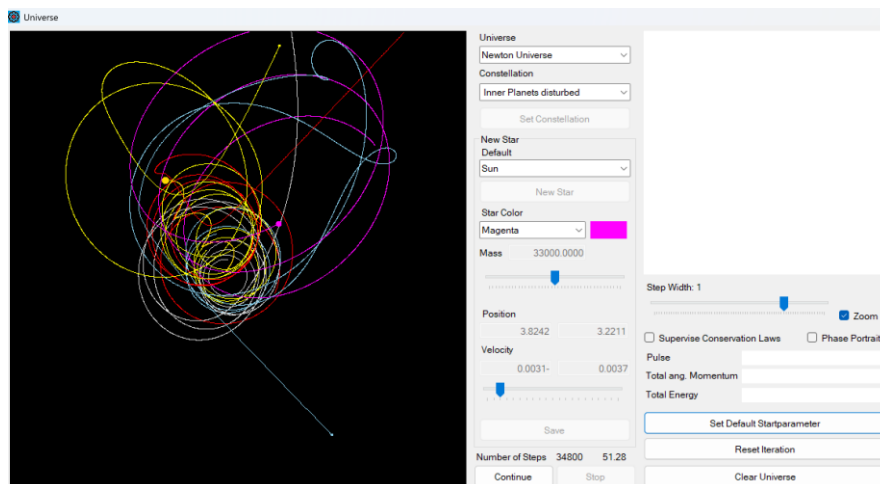 Universe
Universe
Newton Universe
Constellation
Inner Planets disturbed
Set Constellation
New Star
Default
Sun
New Star
Star Color
Magenta
Mass 33000.0000
Position
3.8242 3.2211
Velocity
0.0031- 0.0037
Save
Number of Steps 34800 51.28
Continue Stop
Step Width: 1
Zoom
Supervise Conservation Laws Phase Portrait
Pulse
Total ang. Momentum
Total Energy
Set Default Startparameter
Reset Iteration
Clear Universe